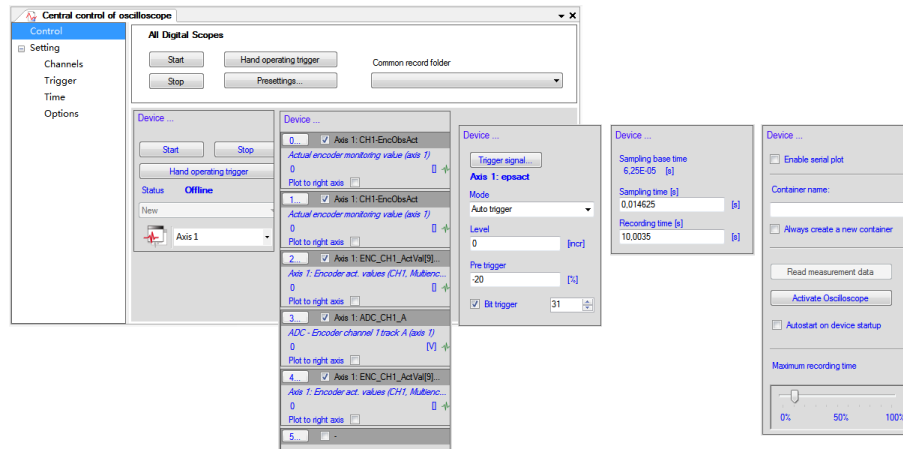 Central control of oscilloscope
Control
Setting
Channels
Trigger
Time
Options
All Digital Scopes
Start
Hand operating trigger
Common record folder
Stop
Presettings...
Device ...
Start
Stop
Hand operating trigger
Status
Offline
New
Axis 1
Device ...
0...
Axis 1: CH1-EncObsAct
Actual encoder monitoring value (axis 1)
0
[]
Plot to right axis
1...
Axis 1: CH1-EncObsAct
Actual encoder monitoring value (axis 1)
0
[]
Plot to right axis
2...
Axis 1: ENC_CH1_ActVal[9]...
Axis 1: Encoder act. values (CH1, Multienc...
0
[]
Plot to right axis
3...
Axis 1: ADC_CH1_A
ADC - Encoder channel 1 track A (axis 1)
0
[V]
Plot to right axis
4...
Axis 1: ENC_CH1_ActVal[9]...
Axis 1: Encoder act. values (CH1, Multienc...
0
[]
Plot to right axis
5...
-
Device ...
Trigger signal...
Axis 1: epsact
Mode
Auto trigger
Level
0
[incr]
Pre trigger
-20
[%]
Bit trigger
31
Device ...
Sampling base time
6,25E-05 [s]
Sampling time [s]
0,014625
[s]
Recording time [s]
10,0035
[s]
Device ...
Enable serial plot
Container name:
Always create a new container
Read measurement data
Activate Oscilloscope
Autostart on device startup
Maximum recording time
0%
50%
100%